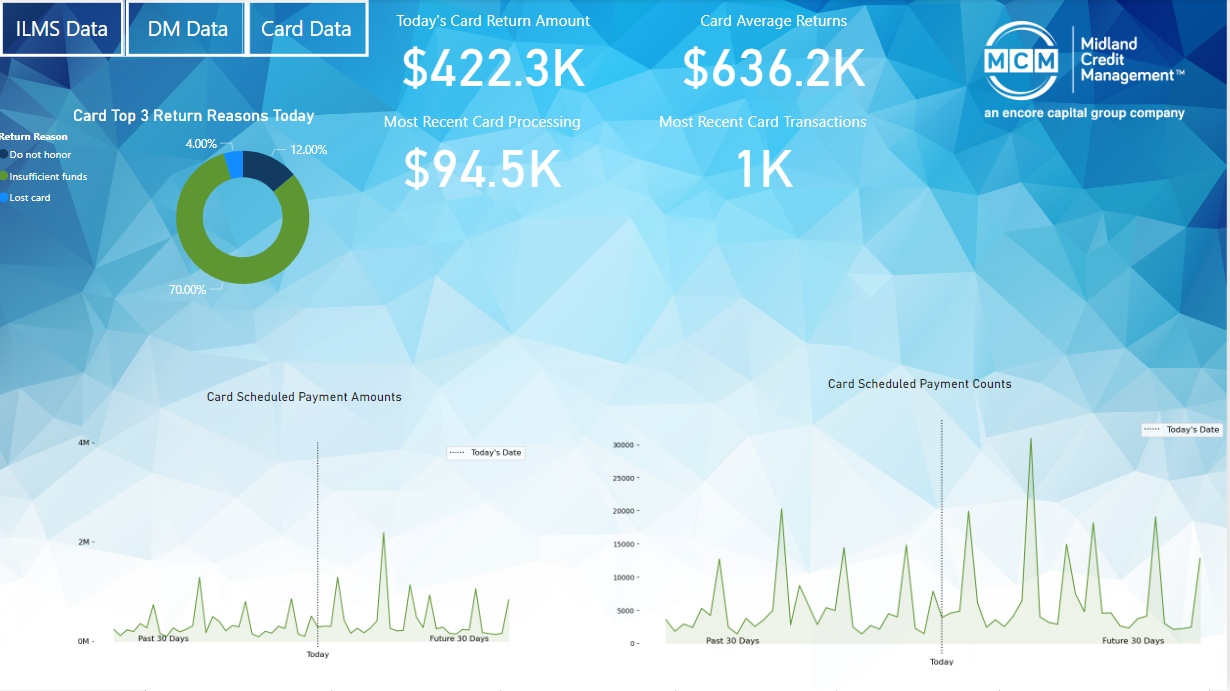 ILMS Data
DM Data
Card Data
Today's Card Return Amount
$422.3K
Card Average Returns
$636.2K
MCM
Midland
Credit
Management™
an encore capital group company
Most Recent Card Processing
$94.5K
Most Recent Card Transactions
1K
Card Top 3 Return Reasons Today
Return Reason
Do not honor
Insufficient funds
Lost card
4.00%
12.00%
70.00%
Card Scheduled Payment Amounts
4M
2M
0M
Today's Date
Past 30 Days
Future 30 Days
Today
Card Scheduled Payment Counts
30000
25000
20000
15000
10000
5000
0
Today's Date
Past 30 Days
Future 30 Days
Today